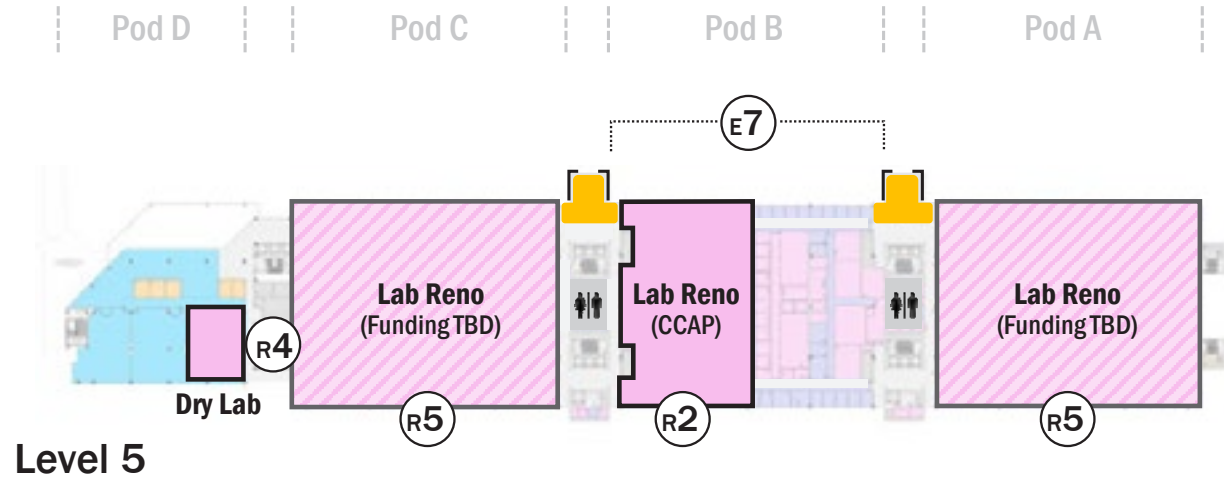 Pod D
Pod C
Pod B
Pod A
E7
Lab Reno
(Funding TBD)
Lab Reno
(CCAP)
Lab Reno
(Funding TBD)
R4
Dry Lab
R5
R2
R5
Level 5